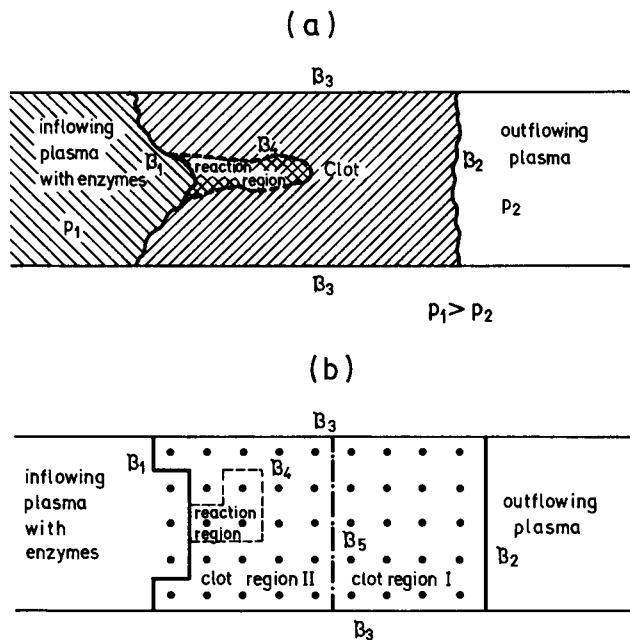 (a)
B₃
inflowing
plasma
with enzymes
B₁
P₁
B₄
reaction
region
Clot
B₂
outflowing
plasma
P₂
B₃
p₁ > p₂
(b)
B₃
inflowing
plasma
with
enzymes
B₁
B₄
reaction
region
B₅
clot region II
clot region I
B₂
outflowing
plasma
B₃